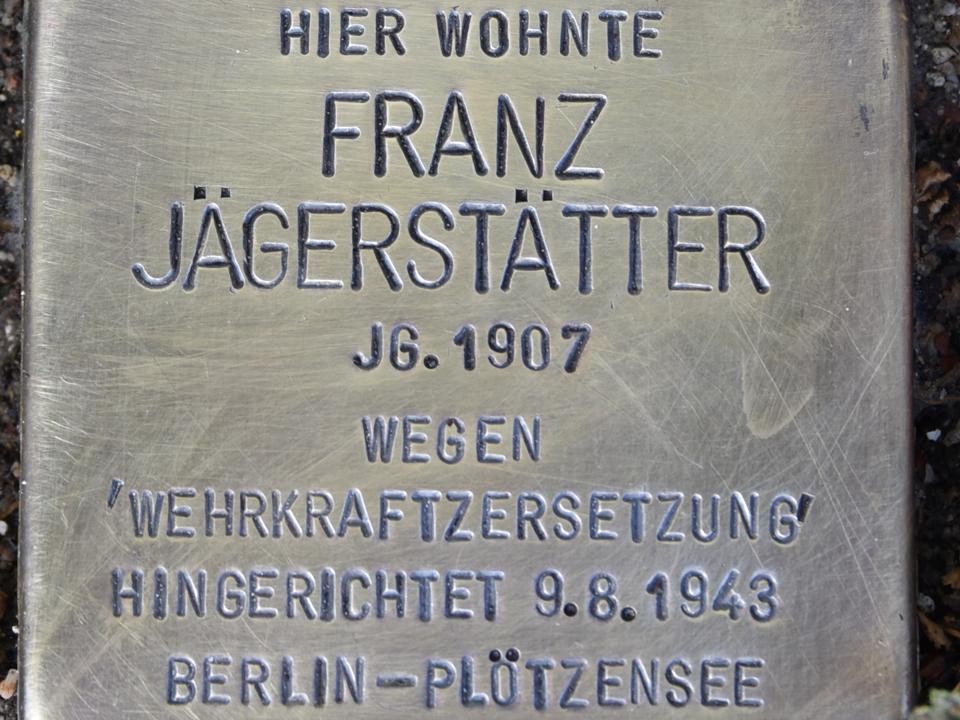 HIER WOHNTE
FRANZ
JÄGERSTÄTTER
JG. 1907
WEGEN
'WEHRKRAFTZERSETZUNG'
HINGERICHTET 9.8.1943
BERLIN-PLÖTZENSEE